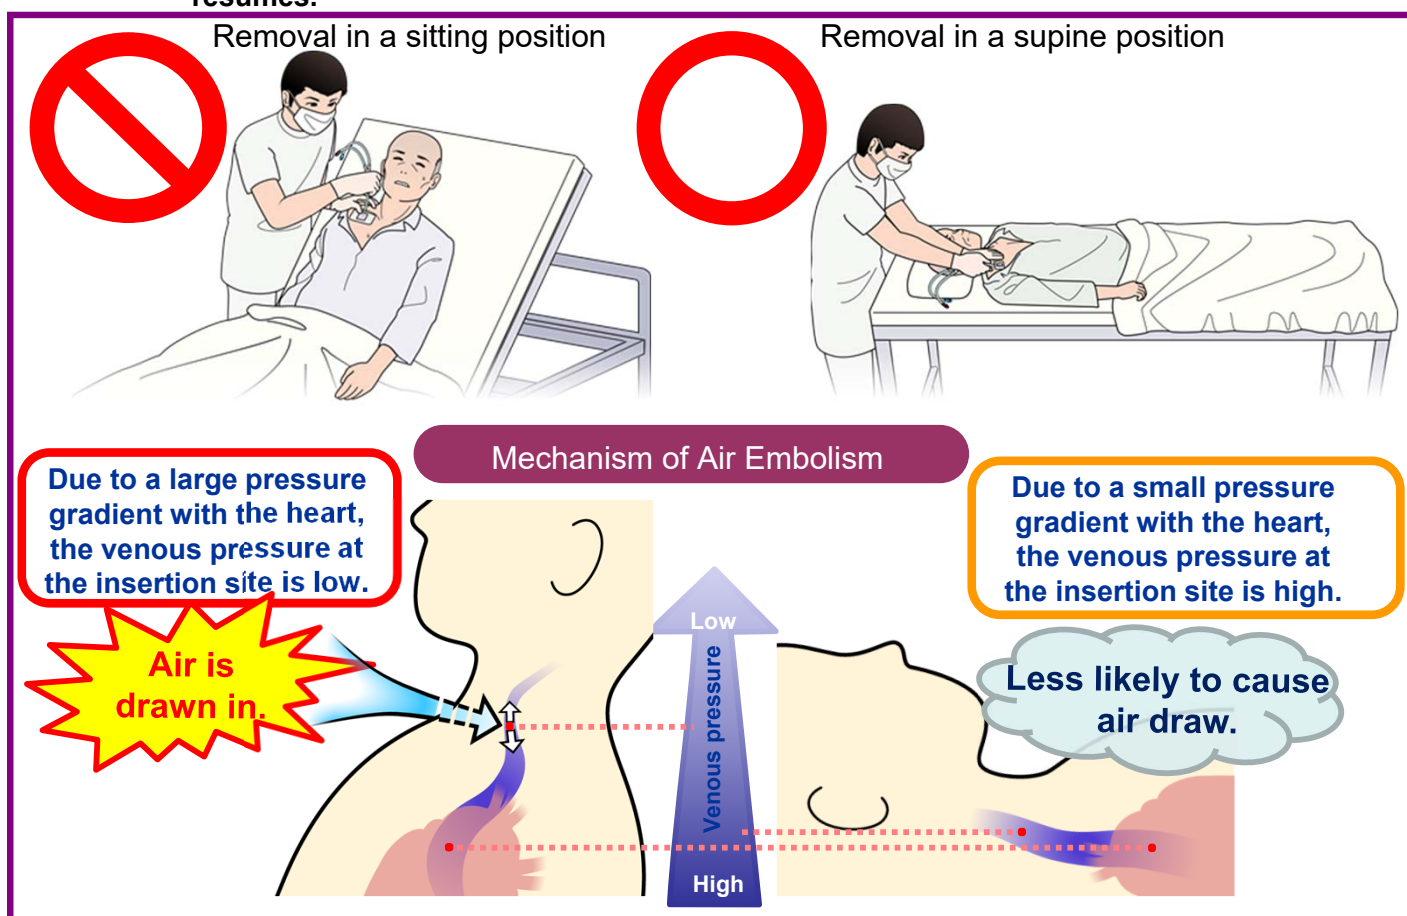 resumes.
Removal in a sitting position
Removal in a supine position
Mechanism of Air Embolism
Due to a large pressure
gradient with the heart,
the venous pressure at
the insertion site is low.
Due to a small pressure
gradient with the heart,
the venous pressure at
the insertion site is high.
Air is
drawn in.
Low
Venous pressure
High
Less likely to cause
air draw.